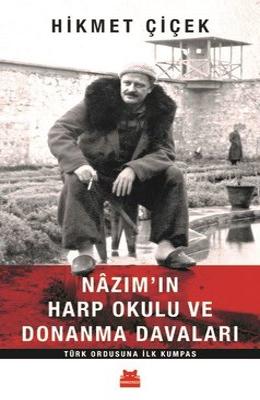 HİKMET ÇİÇEK
NÂZIM'IN
HARP OKULU VE
DONANMA DAVALARI
TÜRK ORDUSUNA İLK KUMPAS